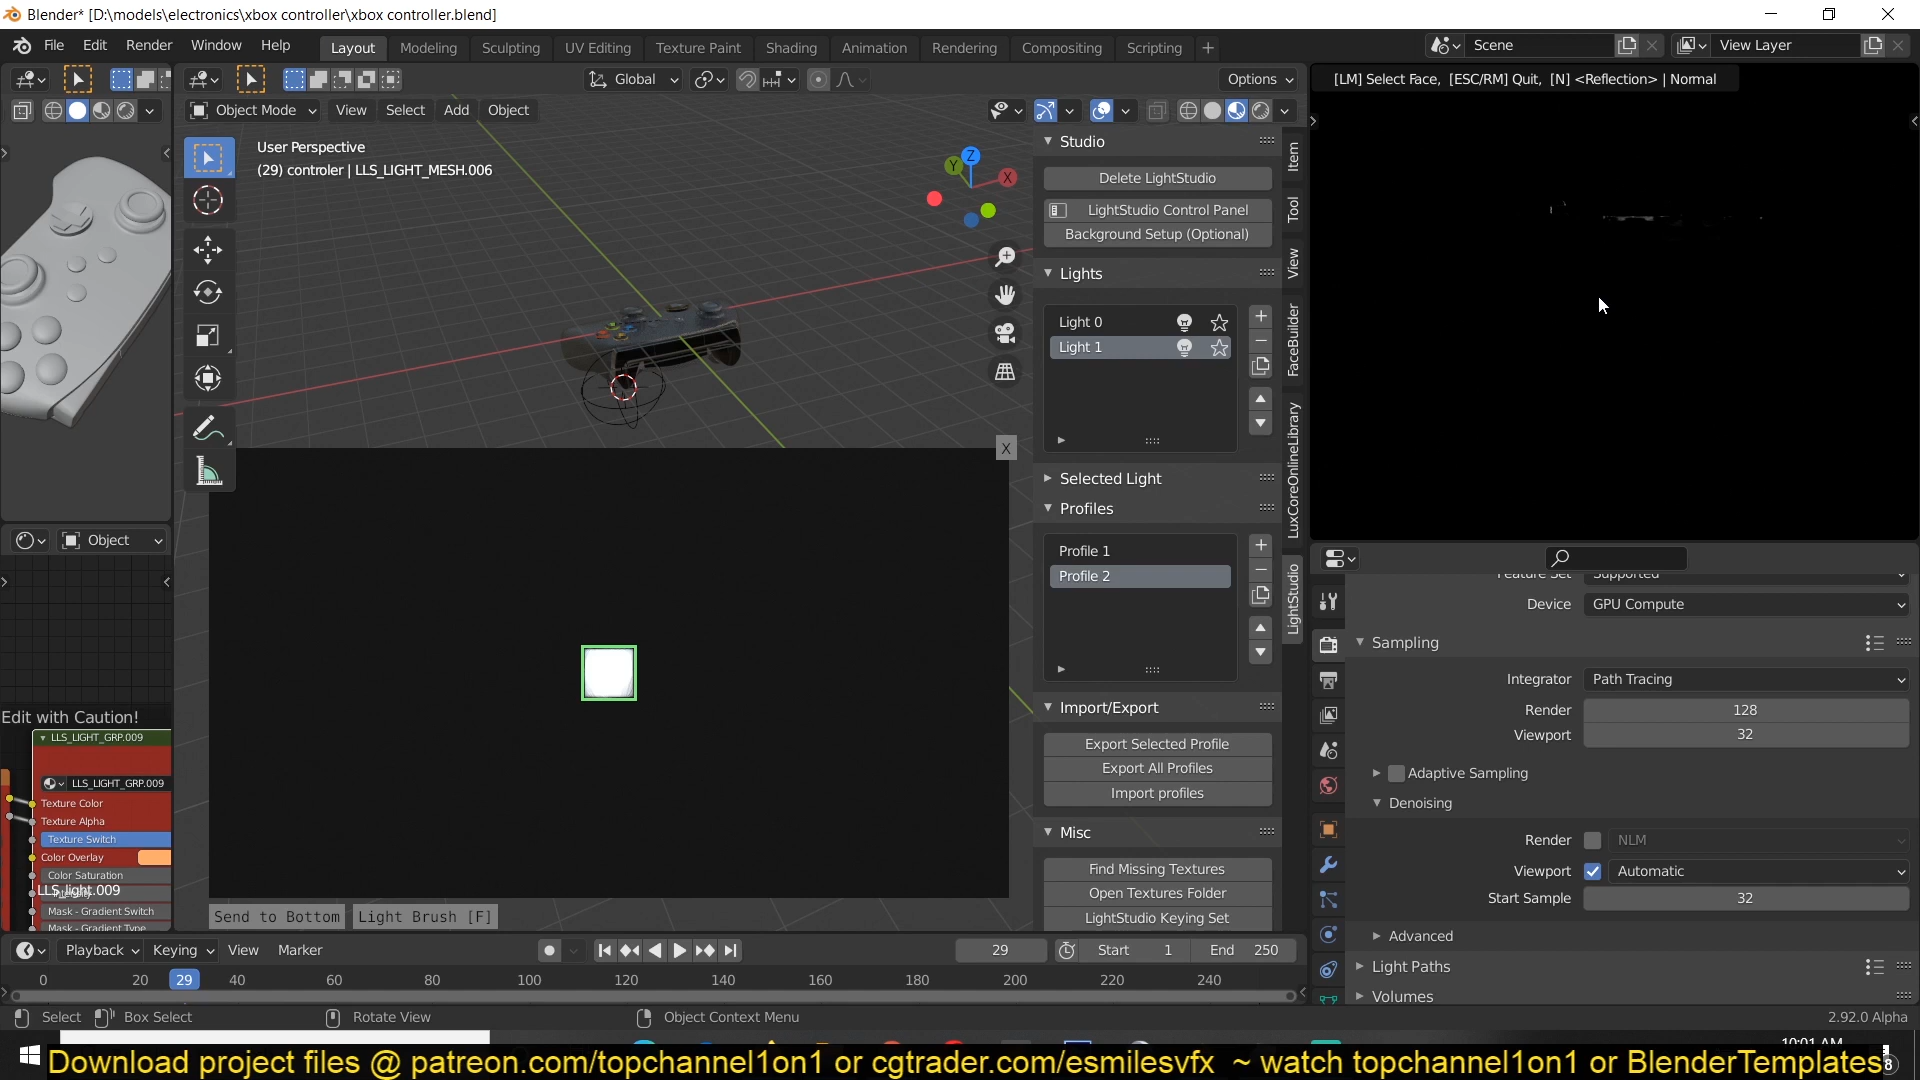 Blender* [D:\models\electronics\xbox controller\xbox controller.blend]
File Edit Render Window Help
Layout Modeling Sculpting UV Editing Texture Paint Shading Animation Rendering Compositing Scripting +
Scene
View Layer
Global
Options
[LM] Select Face, [ESC/RM] Quit, [N] <Reflection> | Normal
Object Mode View Select Add Object
User Perspective
(29) controler | LLS_LIGHT_MESH.006
Z
Y
X
Studio
Delete LightStudio
LightStudio Control Panel
Background Setup (Optional)
Lights
Light 0
Light 1
Selected Light
Profiles
Profile 1
Profile 2
Import/Export
Export Selected Profile
Export All Profiles
Import profiles
Misc
Find Missing Textures
Open Textures Folder
LightStudio Keying Set
Item
Tool
View
FaceBuilder
LuxCoreOnlineLibrary
LightStudio
X
Send to Bottom
Light Brush [F]
Object
Edit with Caution!
LLS_LIGHT_GRP.009
LLS_LIGHT_GRP.009
Texture Color
Texture Alpha
Texture Switch
Color Overlay
Color Saturation
LLS_light.009
Mask - Gradient Switch
Mask - Gradient Type
Feature Set Supported
Device GPU Compute
Sampling
Integrator Path Tracing
Render 128
Viewport 32
Adaptive Sampling
Denoising
Render NLM
Viewport Automatic
Start Sample 32
Advanced
Light Paths
Volumes
Playback Keying View Marker
29
Start 1
End 250
0 20 29 40 60 80 100 120 140 160 180 200 220 240
Select Box Select Rotate View Object Context Menu
2.92.0 Alpha
10:01 AM
Download project files @ patreon.com/topchannel1on1 or cgtrader.com/esmilesvfx ~ watch topchannel1on1 or BlenderTemplates